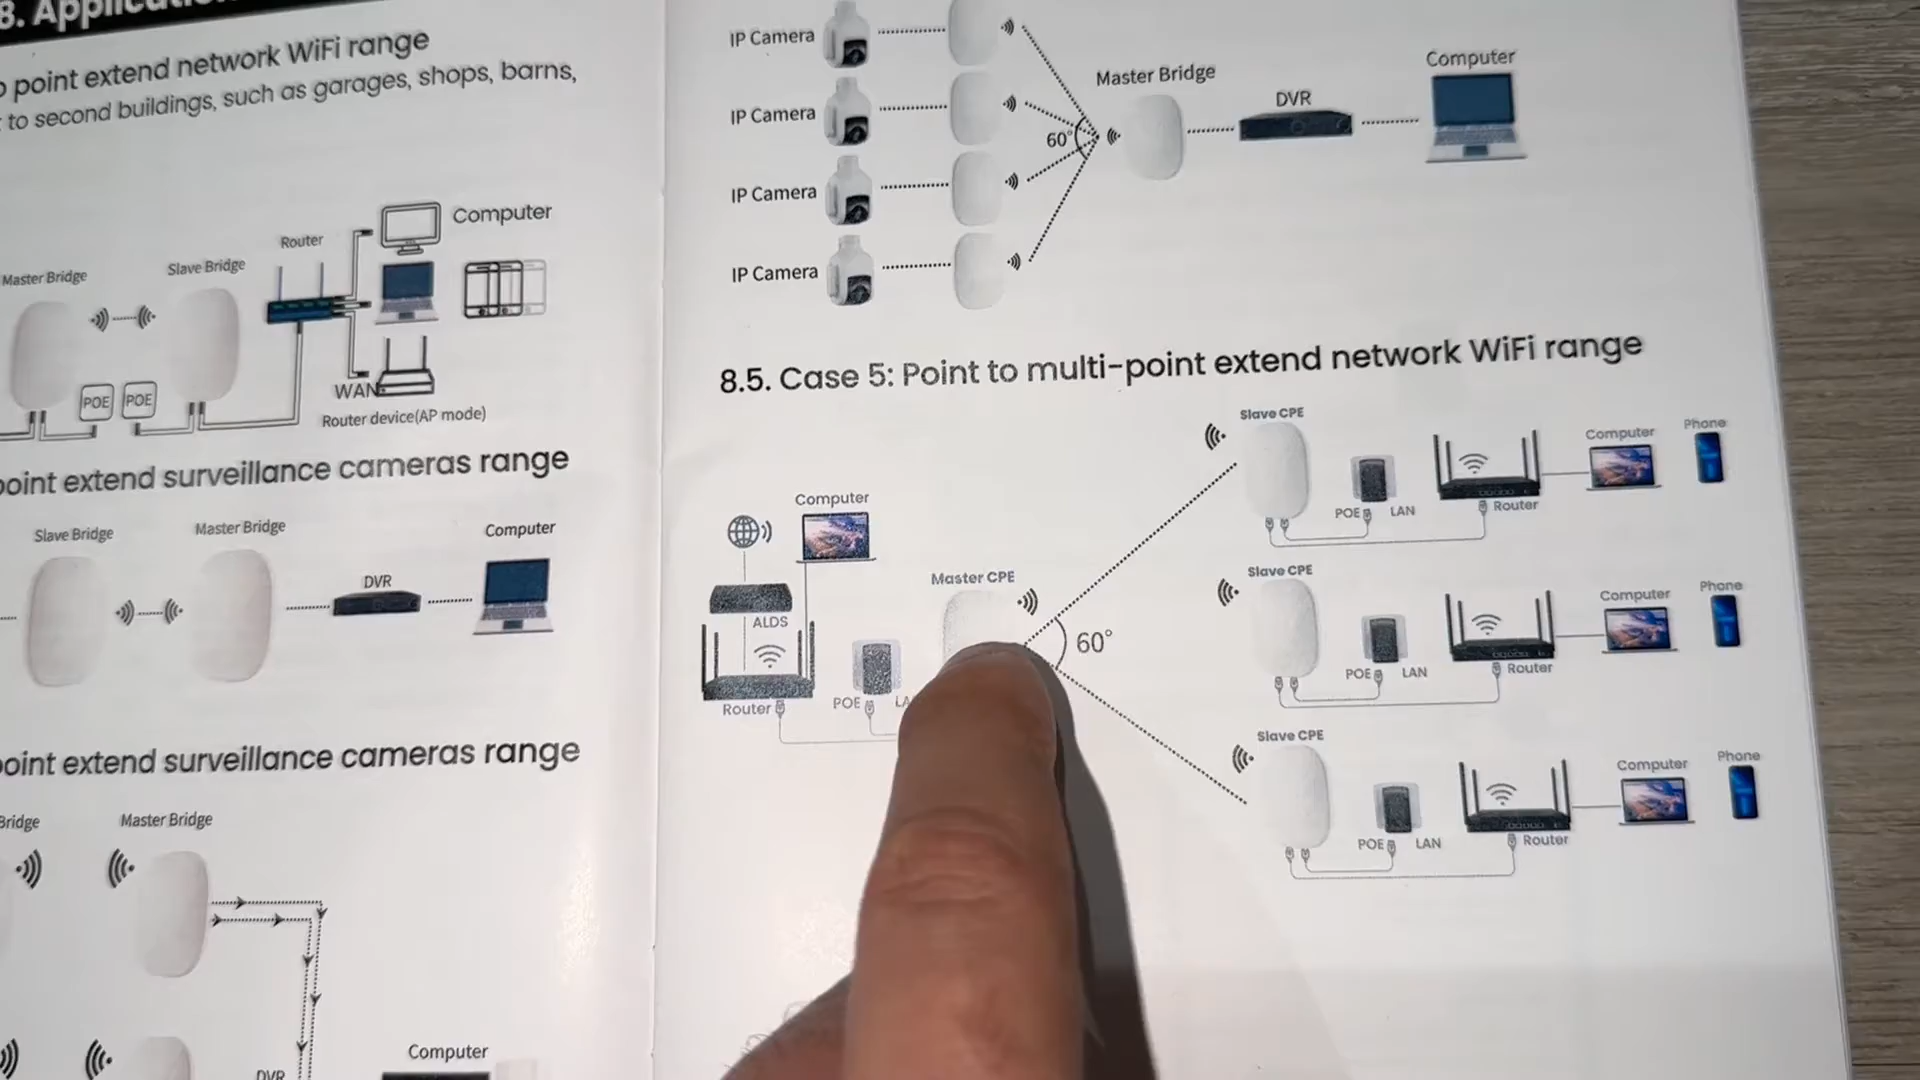 8. Applicatio
point extend network WiFi range
to second buildings, such as garages, shops, barns,
Computer
Router
Slave Bridge
Master Bridge
POE
POE
WAN
Router device(AP mode)
point extend surveillance cameras range
Slave Bridge
Master Bridge
Computer
DVR
point extend surveillance cameras range
Bridge
Master Bridge
Computer
DVR
IP Camera
IP Camera
IP Camera
IP Camera
60°
Master Bridge
DVR
Computer
8.5. Case 5: Point to multi-point extend network WiFi range
Computer
ALDS
Router
POE
LA
Master CPE
60°
Slave CPE
POE
LAN
Router
Computer
Phone
Slave CPE
POE
LAN
Router
Computer
Phone
Slave CPE
POE
LAN
Router
Computer
Phone